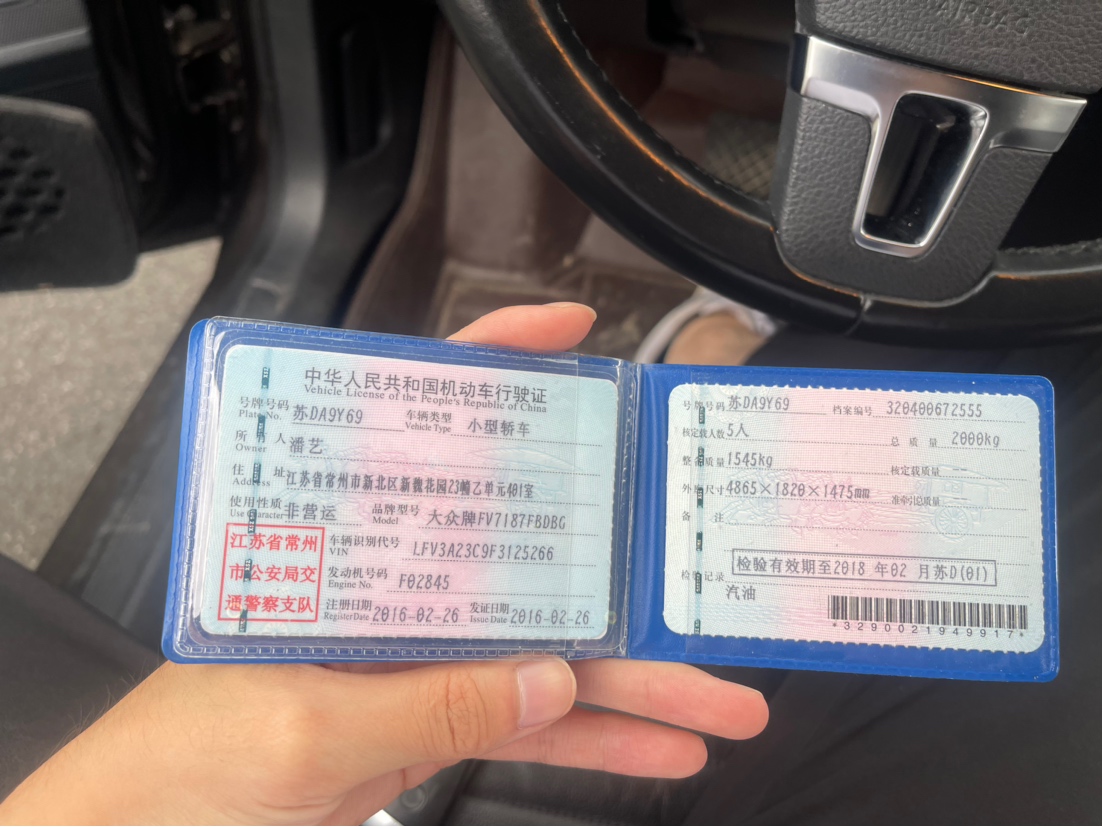 AIRBAG
中华人民共和国机动车行驶证
Vehicle License of the People's Republic of China
号牌号码 苏DA9Y69 车辆类型 小型轿车
Plate No. Vehicle Type
所有人 潘艺
Owner
住址 江苏省常州市新北区新魏花园23幢乙单元401室
Address
使用性质 非营运 品牌型号 大众牌FV7187FBDBG
Use Character Model
江苏省常州
市公安局交
通警察支队
车辆识别代号 LFV3A23C9F3125266
VIN
发动机号码 F02845
Engine No.
注册日期 2016-02-26 发证日期 2016-02-26
Register Date Issue Date
号牌号码 苏DA9Y69 档案编号 320400672555
核定载人数 5人 总质量 2000kg
整备质量 1545kg 核定载质量 --
外廓尺寸 4865×1820×1475 准牵引总质量 --
备注
检验记录 检验有效期至2018 年02 月苏D(01)
汽油
*3290021949917*